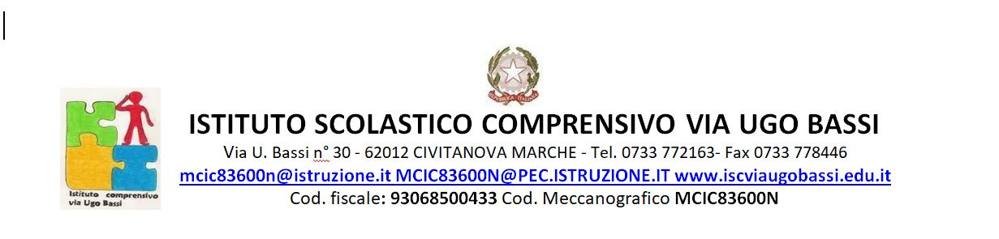 REPVBBLICA ITALIANA
ISTITUTO SCOLASTICO COMPRENSIVO VIA UGO BASSI
Via U. Bassi n° 30 - 62012 CIVITANOVA MARCHE - Tel. 0733 772163- Fax 0733 778446
mcic83600n@istruzione.it MCIC83600N@PEC.ISTRUZIONE.IT www.iscviaugobassi.edu.it
Cod. fiscale: 93068500433 Cod. Meccanografico MCIC83600N
Istituto comprensivo
via Ugo Bassi